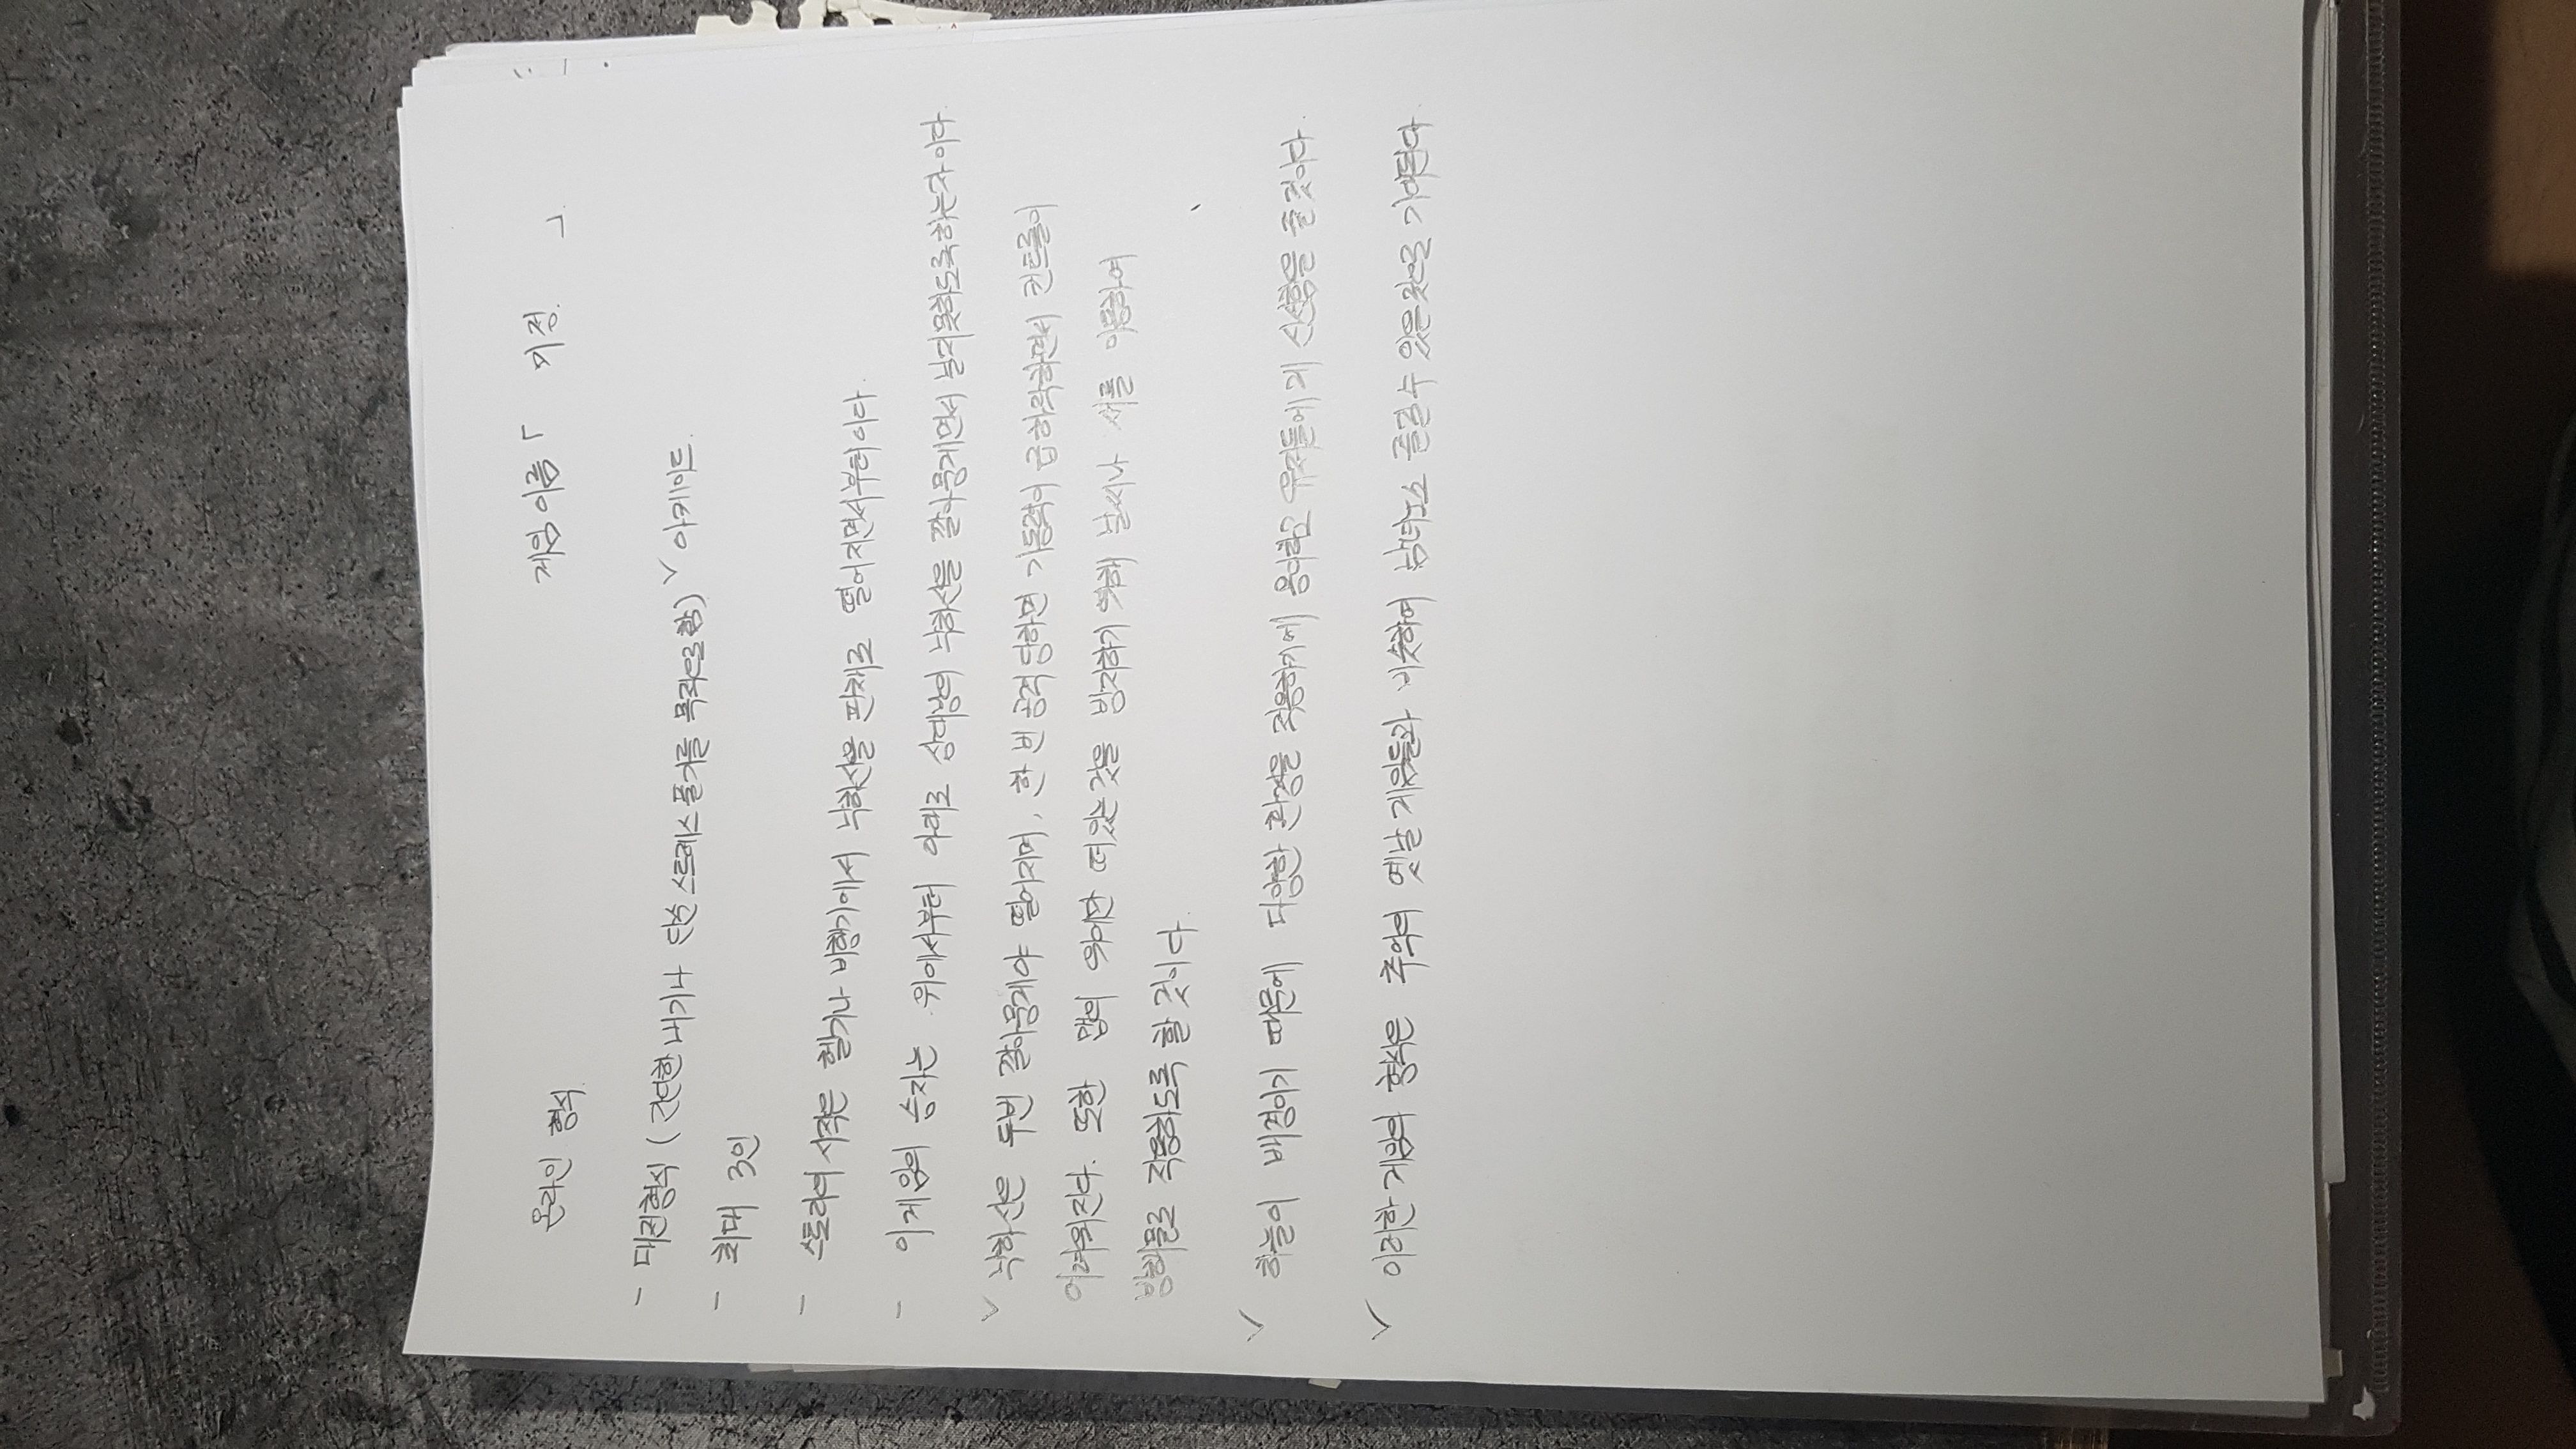 온라인 형식. 게임 이름 「 미정. 」
- 대전형식 (간단한 내기나 단순 스트레스 풀기를 목적으로 함) ✓ 아케이드.
- 최대 3인
- 스토리의 시작은 헬기나 비행기에서 낙하산을 핀채로 떨어지면서부터이다.
- 이게임의 승자는 위에서부터 아래로 상대방의 낙하산을 깔아뭉게면서 날지못하도록하는자 이다.
✓ 낙하산은 두번 깔아뭉게야 떨어지며, 한 번 공격 당하면 기동력이 급하락하면서 컨트롤이
어려워진다. 또한 맵의 위에만 떠있는 것을 방지하기 위해 날씨나 새를 이용하여
방해물로 작용하도록 할 것이다.
✓ 하늘이 배경이기 때문에 다양한 환경을 적용하기에 용이하고 유저들에게 신선함을 줄것이다.
✓ 이러한 게임의 형식은 추억의 옛날 게임들과 비슷하여 남녀노소 즐길수 있을것으로 기대된다